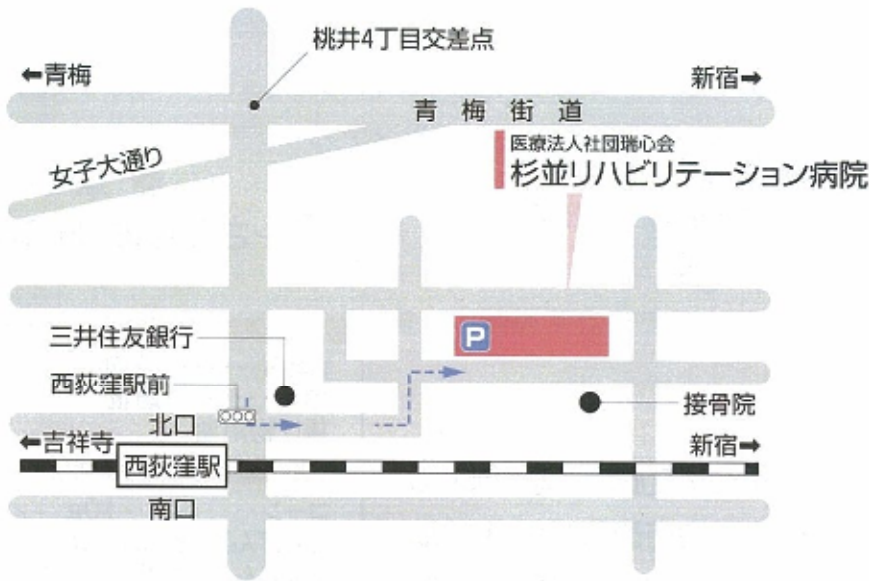 桃井4丁目交差点
←青梅
新宿→
青梅街道
医療法人社団瑞心会
杉並リハビリテーション病院
女子大通り
三井住友銀行
P
西荻窪駅前
接骨院
北口
←吉祥寺
新宿→
西荻窪駅
南口